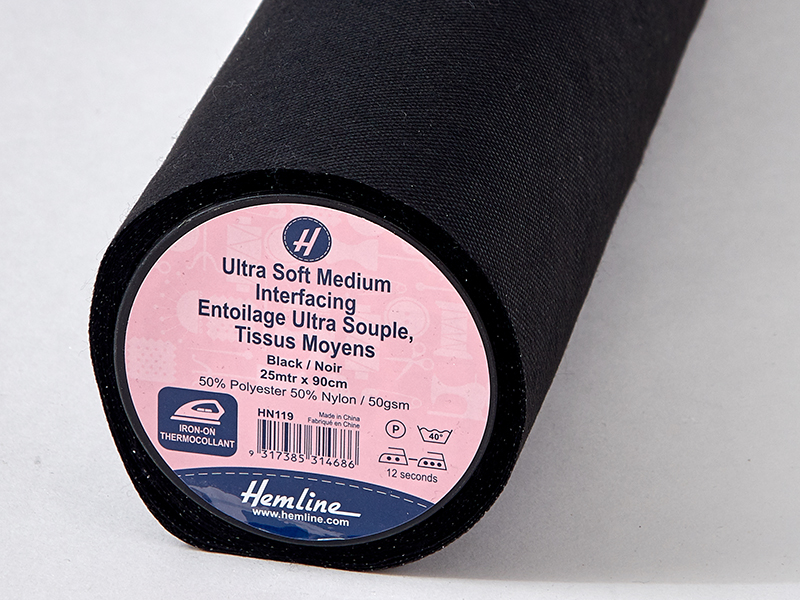 H
Ultra Soft Medium
Interfacing
Entoilage Ultra Souple,
Tissus Moyens
Black / Noir
25mtr x 90cm
50% Polyester 50% Nylon / 50gsm
HN119
Made in China
Fabriqué en Chine
IRON-ON
THERMOCOLLANT
9 317385 314686
P
40°
12 seconds
Hemline
www.hemline.com